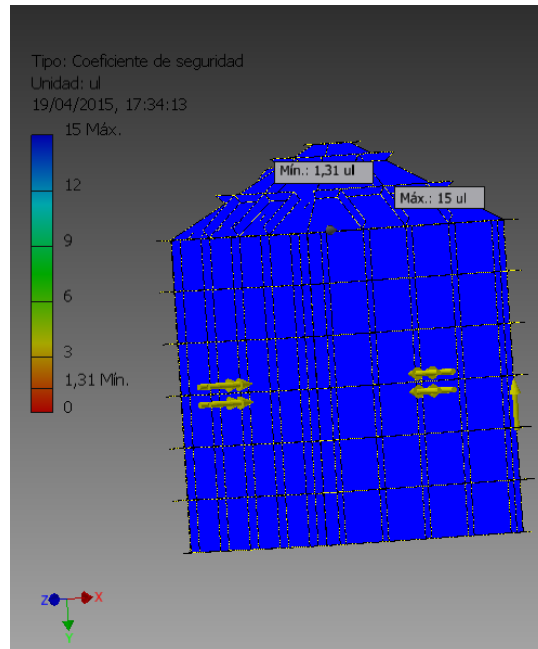 Tipo: Coeficiente de seguridad
Unidad: ul
19/04/2015, 17:34:13
15 Máx.
12
9
6
3
1,31 Mín.
0
Mín.: 1,31 ul
Máx.: 15 ul
Z
X
Y